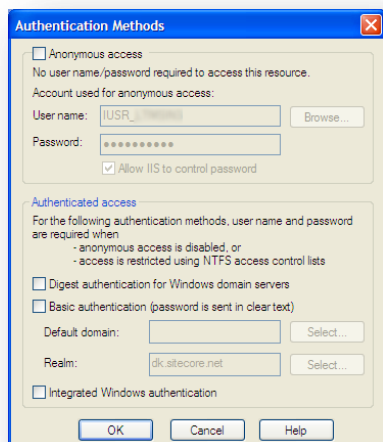 Authentication Methods
Anonymous access
No user name/password required to access this resource.
Account used for anonymous access:
User name: IUSR_ Browse...
Password: ••••••••••
Allow IIS to control password
Authenticated access
For the following authentication methods, user name and password
are required when
- anonymous access is disabled, or
- access is restricted using NTFS access control lists
Digest authentication for Windows domain servers
Basic authentication (password is sent in clear text)
Default domain: Select...
Realm: dk.sitecore.net Select...
Integrated Windows authentication
OK Cancel Help